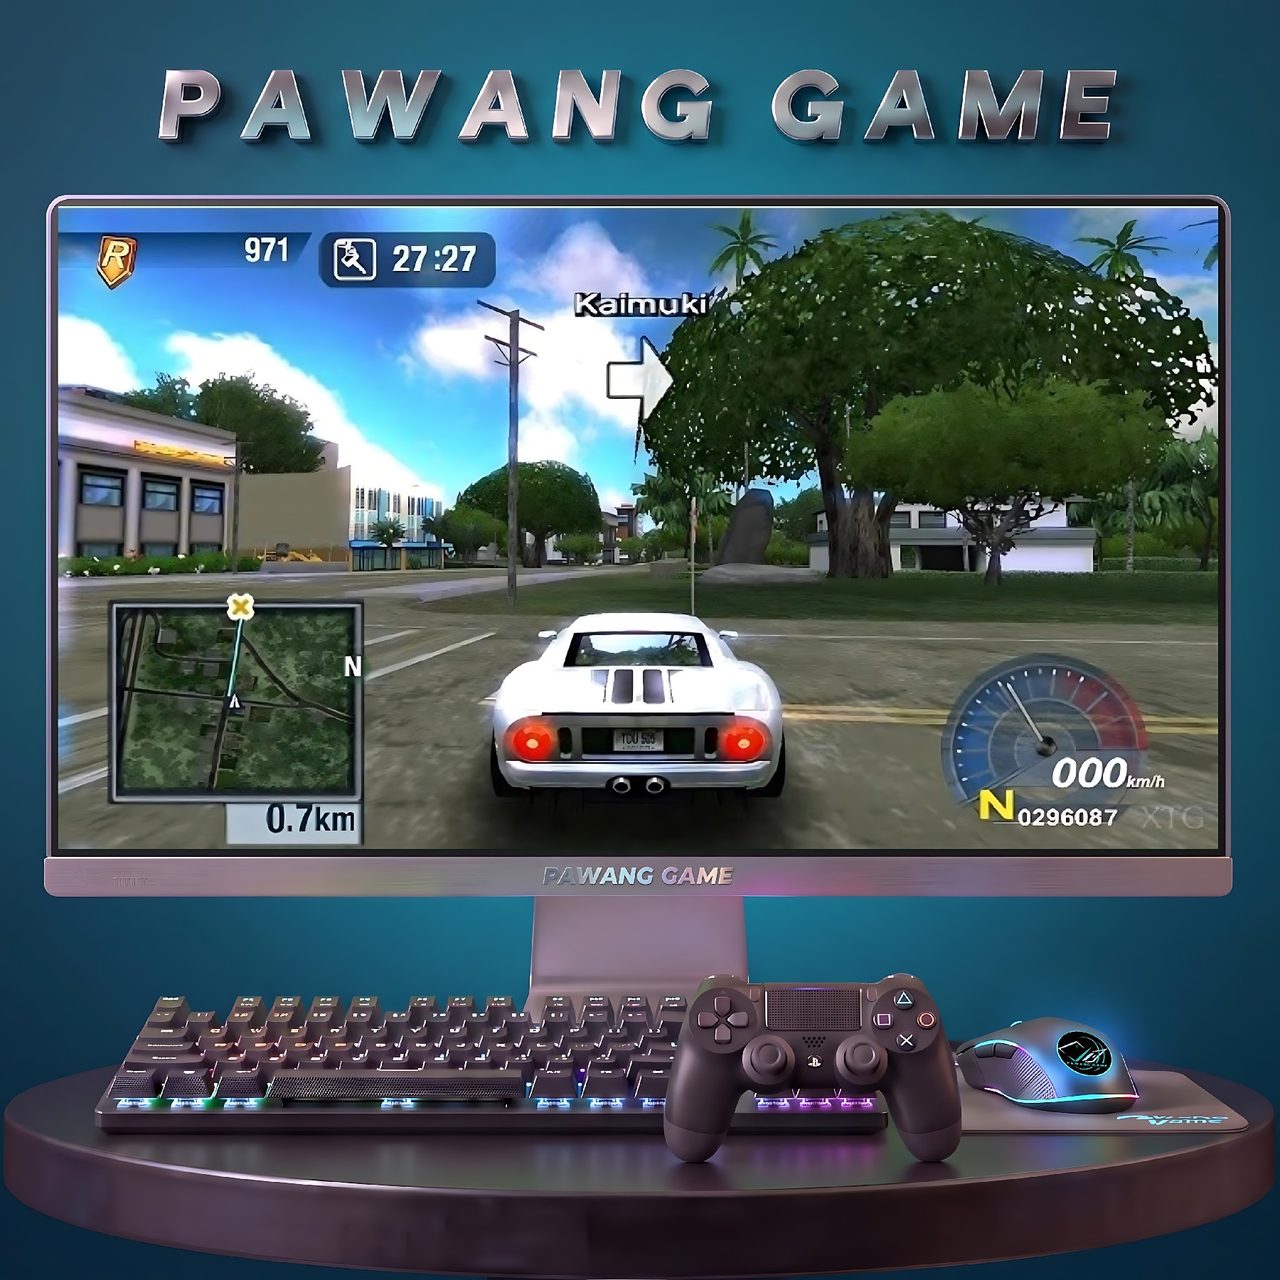 PAWANG GAME
R 971 27:27
Kaimuki
N
0.7km
000km/h
N0296087
XTG
PAWANG GAME